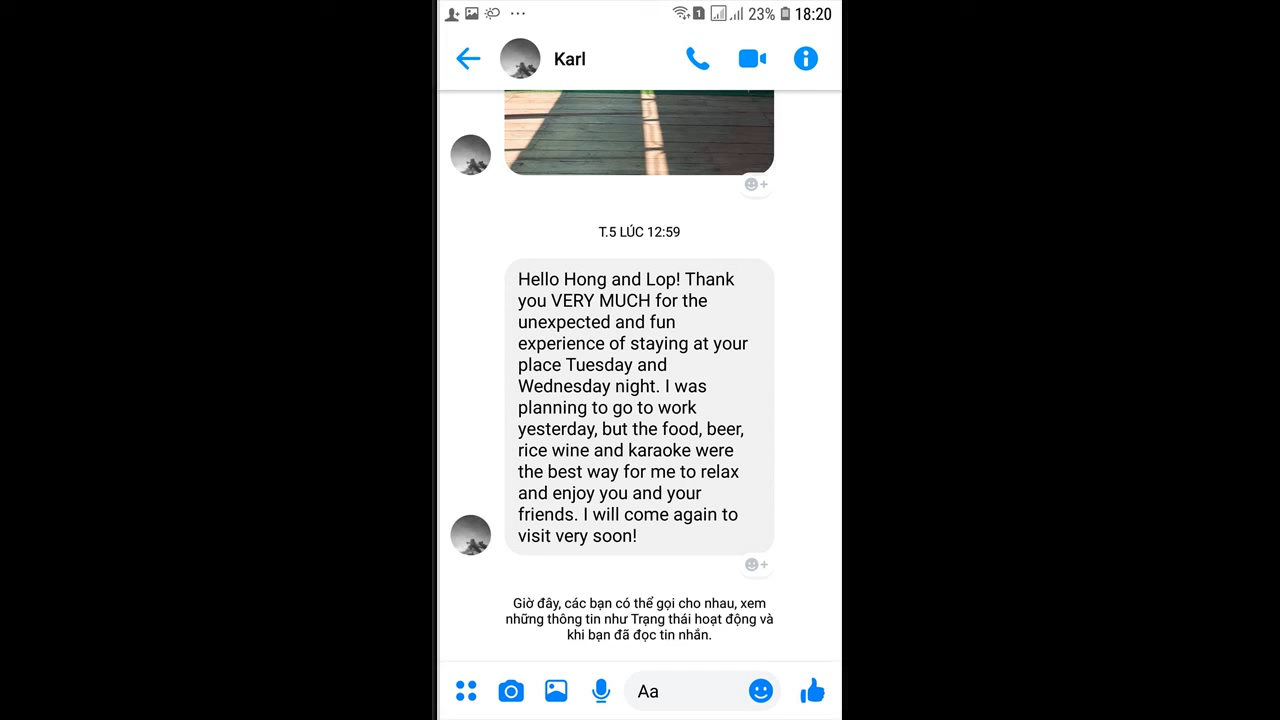 23% 18:20
Karl
T.5 LÚC 12:59
Hello Hong and Lop! Thank
you VERY MUCH for the
unexpected and fun
experience of staying at your
place Tuesday and
Wednesday night. I was
planning to go to work
yesterday, but the food, beer,
rice wine and karaoke were
the best way for me to relax
and enjoy you and your
friends. I will come again to
visit very soon!
Giờ đây, các bạn có thể gọi cho nhau, xem
những thông tin như Trạng thái hoạt động và
khi bạn đã đọc tin nhắn.
Aa